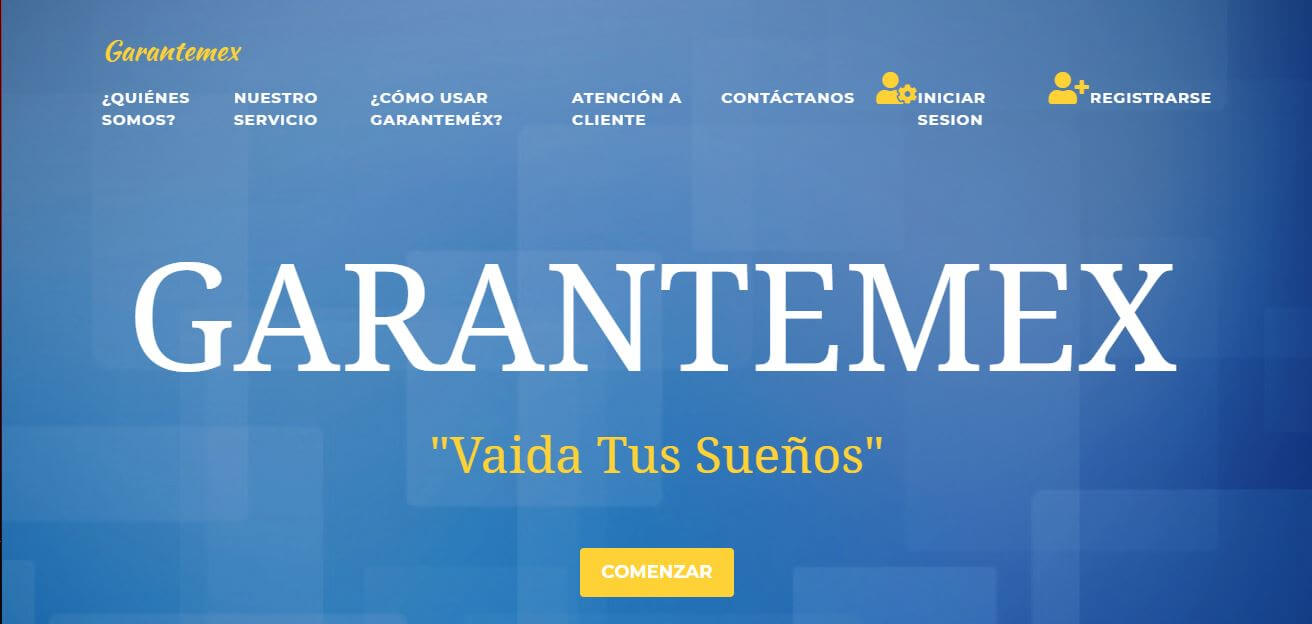 Garantemex
¿QUIÉNES SOMOS?
NUESTRO SERVICIO
¿CÓMO USAR GARANTEMÉX?
ATENCIÓN A CLIENTE
CONTÁCTANOS
INICIAR SESION
REGISTRARSE
GARANTEMEX
"Vaida Tus Sueños"
COMENZAR